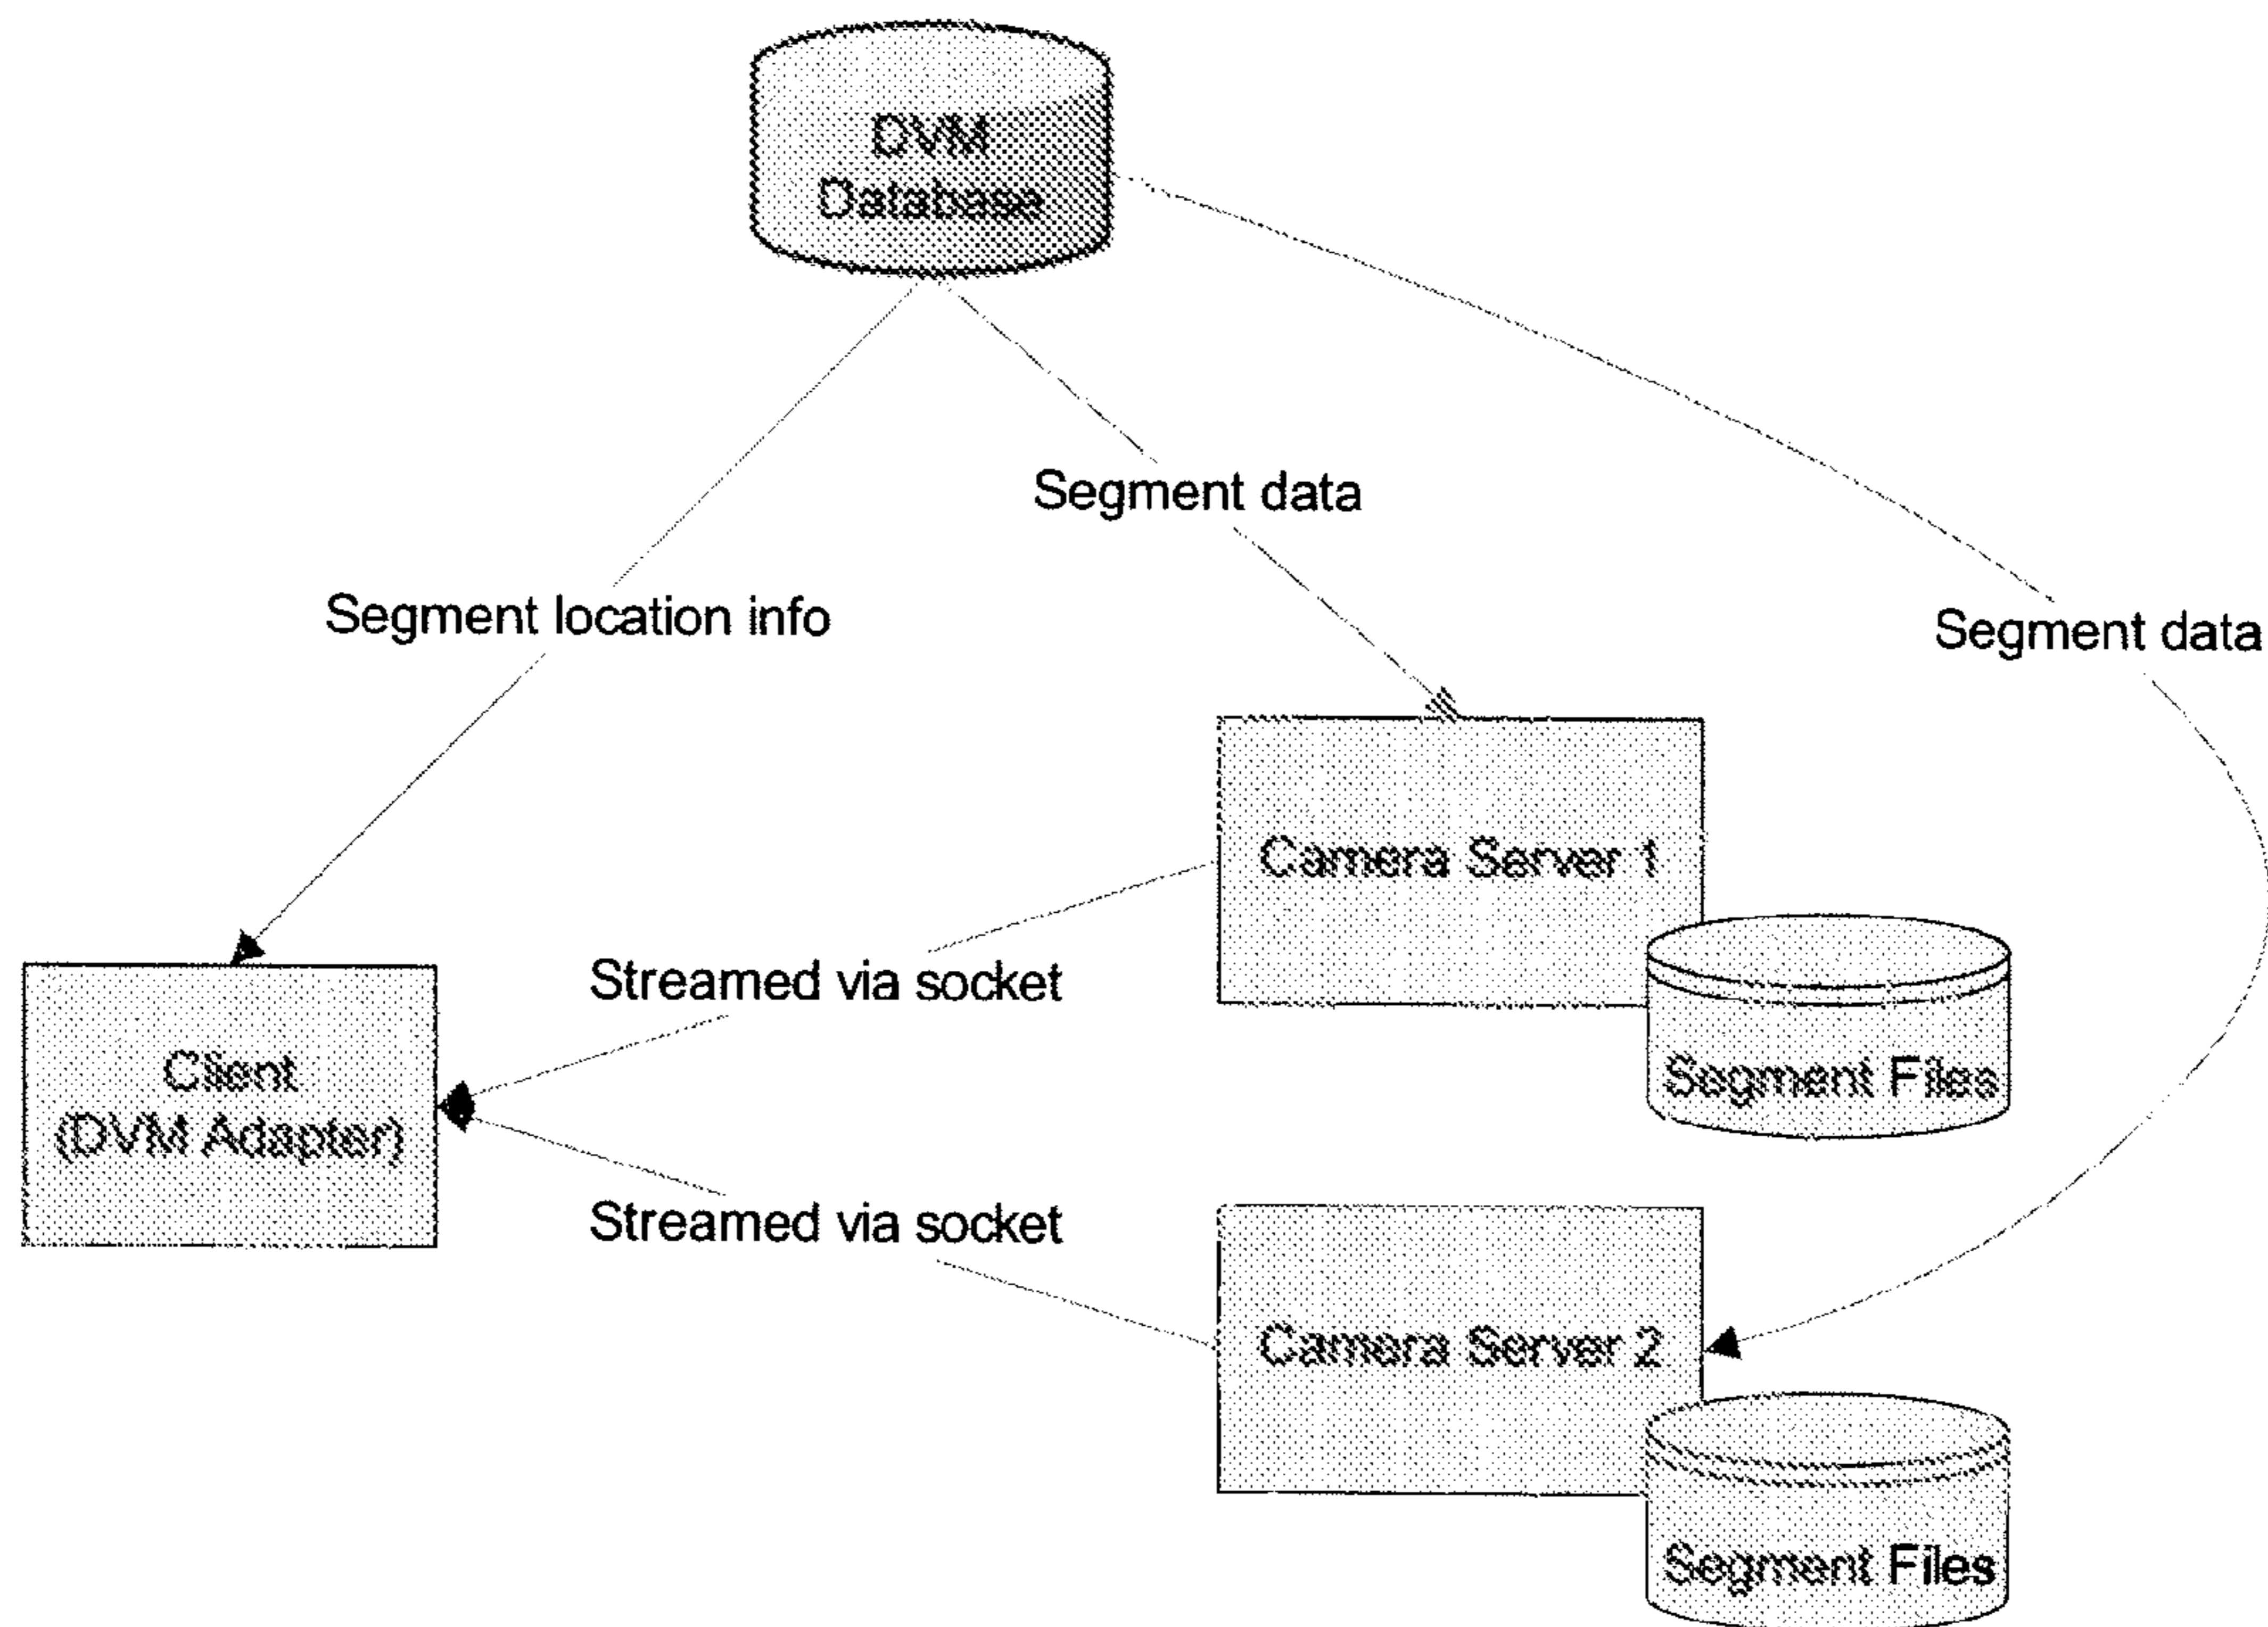 DVM
Database
Segment data
Segment location info
Segment data
Camera Server 1
Streamed via socket
Client
(DVM Adapter)
Segment Files
Streamed via socket
Camera Server 2
Segment Files